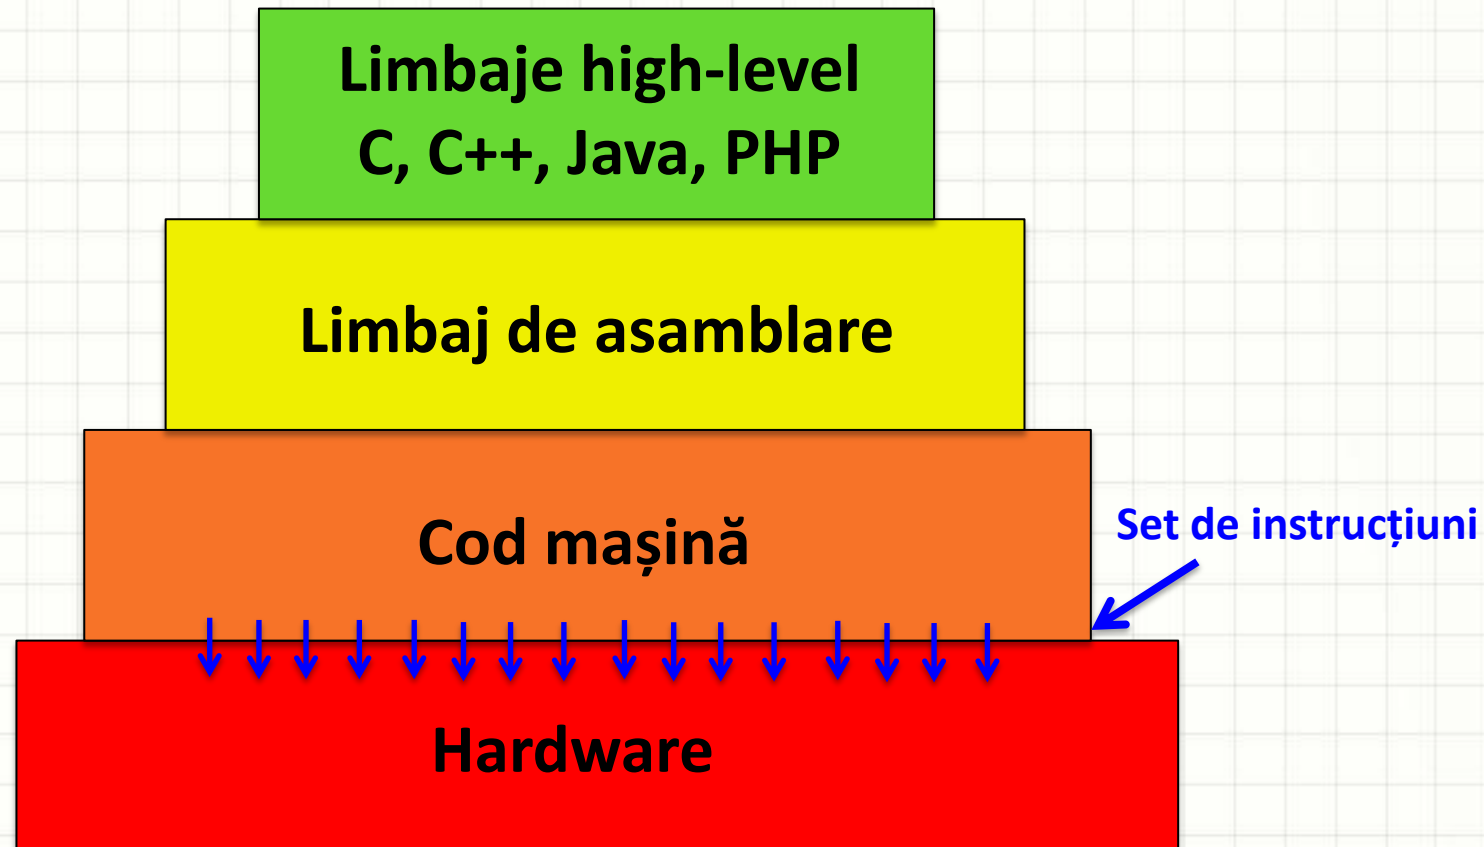 Limbaje high-level
C, C++, Java, PHP
Limbaj de asamblare
Cod mașină
Set de instrucțiuni
Hardware